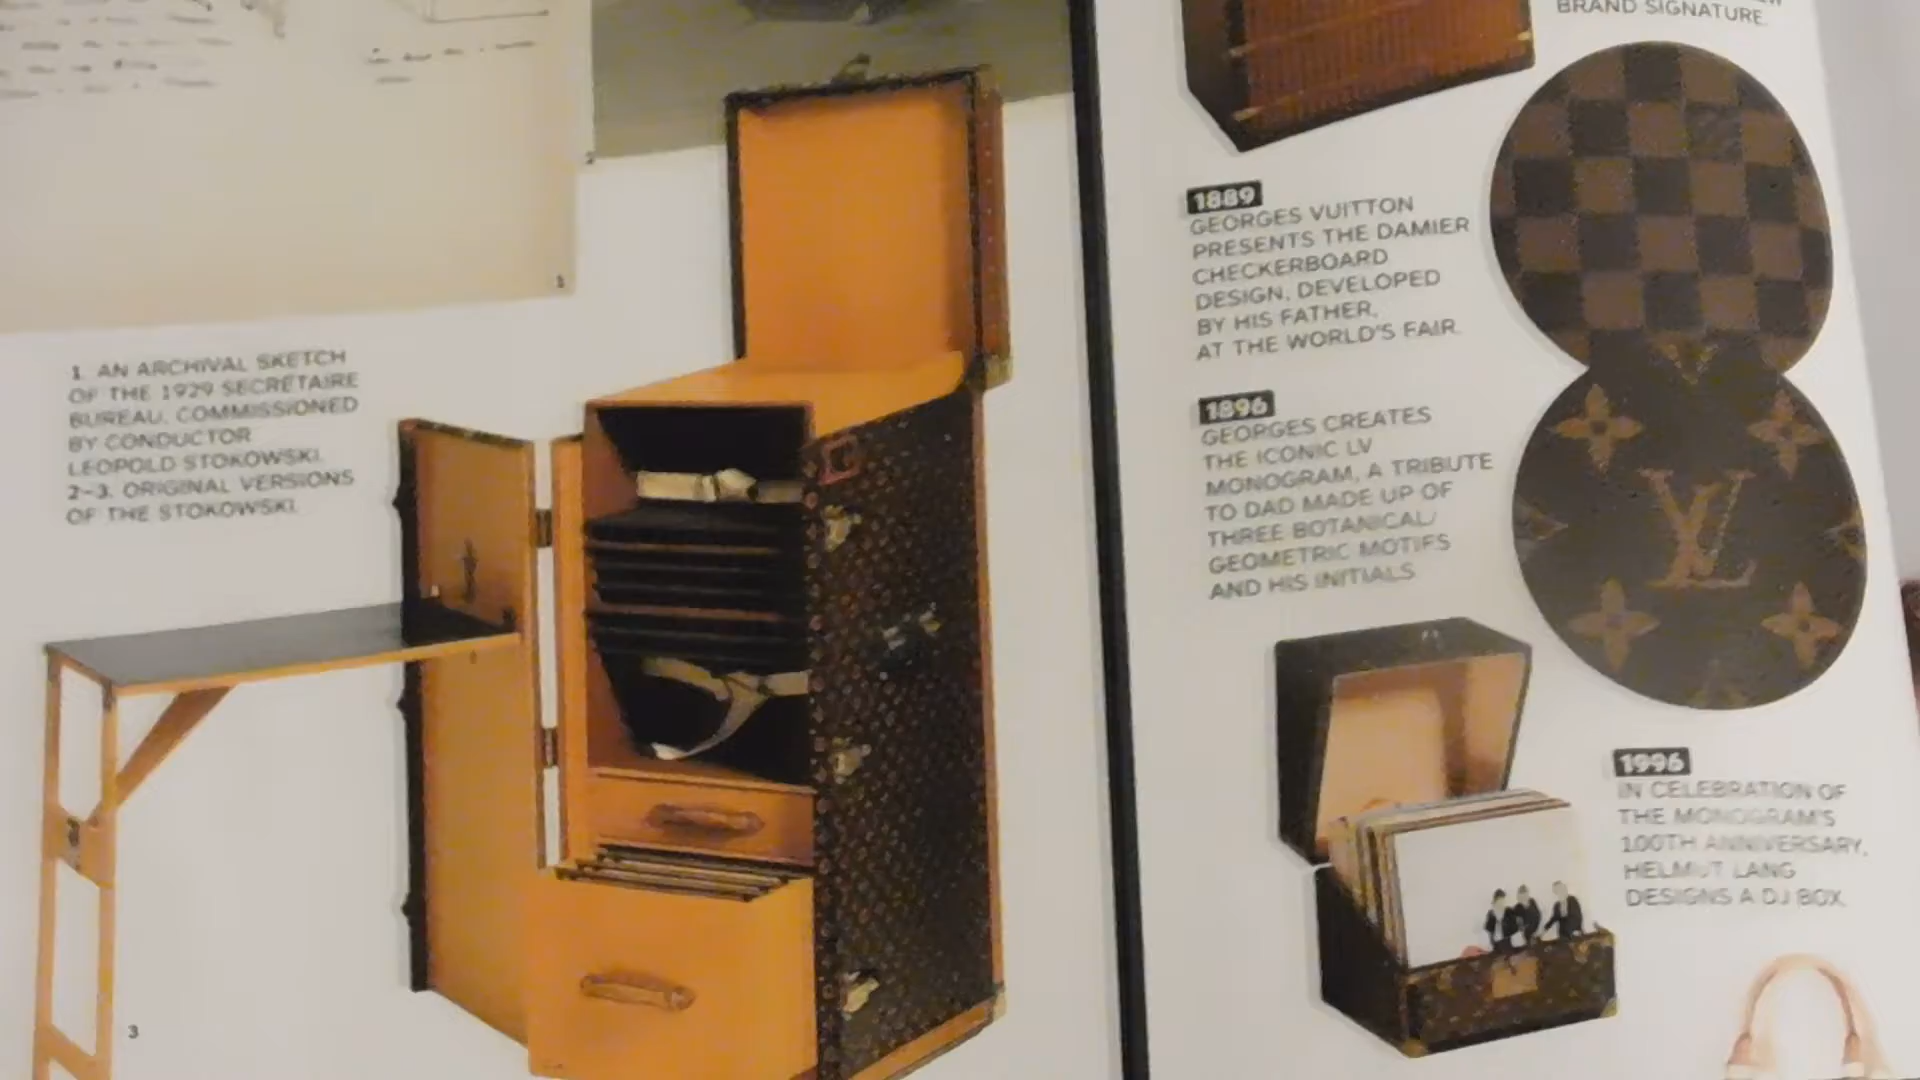 2
1
1. AN ARCHIVAL SKETCH
OF THE 1929 SECRÉTAIRE
BUREAU, COMMISSIONED
BY CONDUCTOR
LEOPOLD STOKOWSKI.
2–3. ORIGINAL VERSIONS
OF THE STOKOWSKI.
3
BRAND SIGNATURE.
1889
GEORGES VUITTON
PRESENTS THE DAMIER
CHECKERBOARD
DESIGN, DEVELOPED
BY HIS FATHER,
AT THE WORLD'S FAIR.
1896
GEORGES CREATES
THE ICONIC LV
MONOGRAM, A TRIBUTE
TO DAD MADE UP OF
THREE BOTANICAL/
GEOMETRIC MOTIFS
AND HIS INITIALS.
LV
1996
IN CELEBRATION OF
THE MONOGRAM'S
100TH ANNIVERSARY,
HELMUT LANG
DESIGNS A DJ BOX.